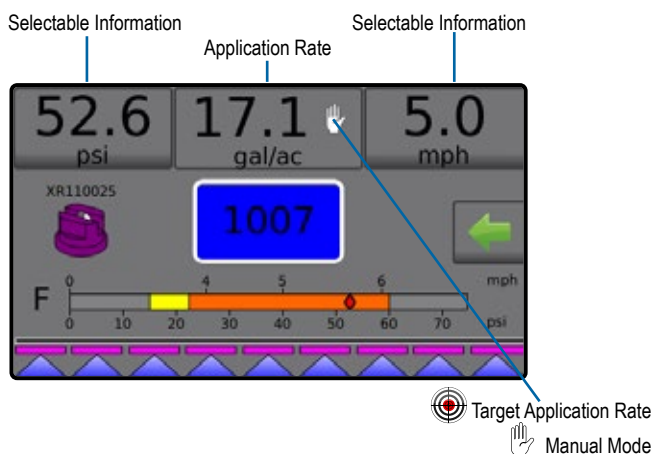 Selectable Information
Selectable Information
Application Rate
52.6
psi
17.1
gal/ac
5.0
mph
XR110025
1007
0 4 5 6 mph
F
0 10 20 30 40 50 60 70 psi
Target Application Rate
Manual Mode